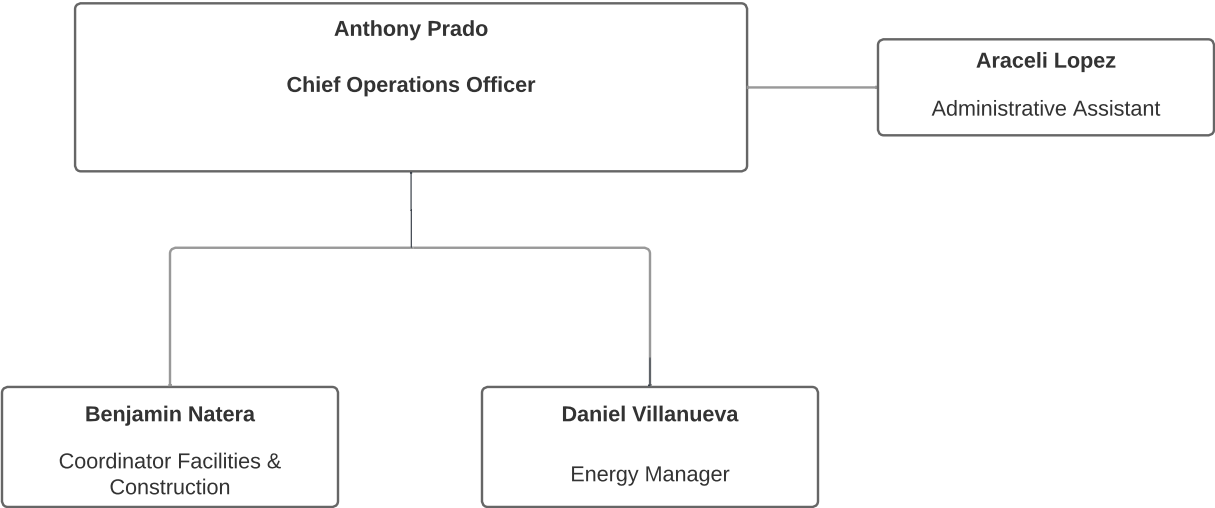 Anthony Prado
Chief Operations Officer
Araceli Lopez
Administrative Assistant
Benjamin Natera
Coordinator Facilities &
Construction
Daniel Villanueva
Energy Manager